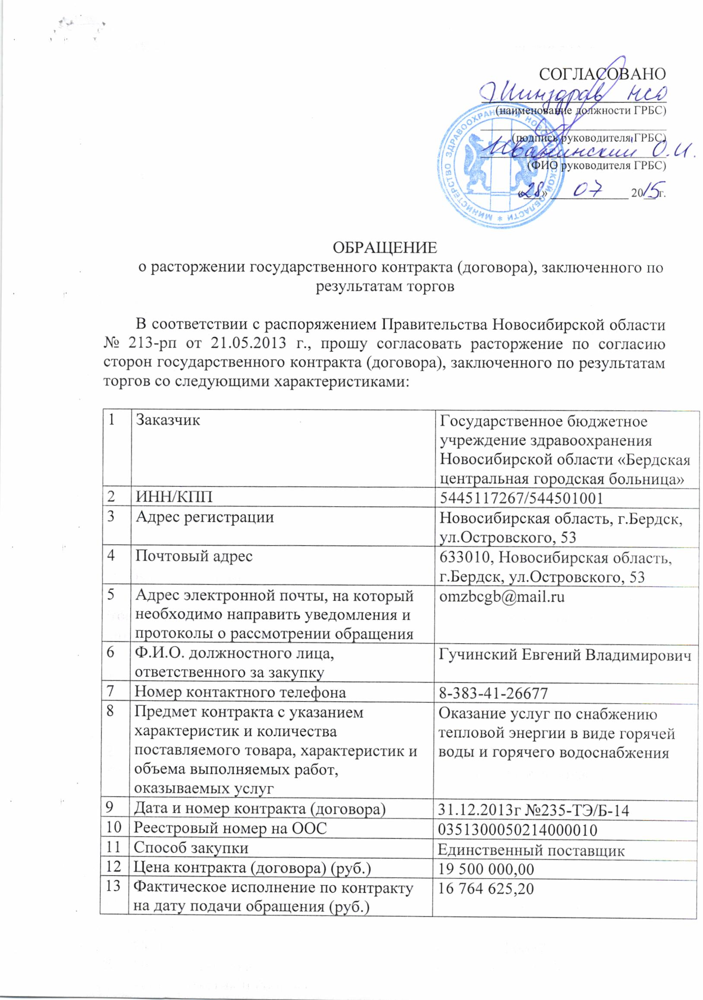 СОГЛАСОВАНО
Минздрав НСО
(наименование должности ГРБС)
(подпись руководителя ГРБС)
Иванинский О.И.
(ФИО руководителя ГРБС)
«28» 07 2015 г.
МИНИСТЕРСТВО ЗДРАВООХРАНЕНИЯ НОВОСИБИРСКОЙ ОБЛАСТИ *
ОБРАЩЕНИЕ
о расторжении государственного контракта (договора), заключенного по
результатам торгов
В соответствии с распоряжением Правительства Новосибирской области
№ 213-рп от 21.05.2013 г., прошу согласовать расторжение по согласию
сторон государственного контракта (договора), заключенного по результатам
торгов со следующими характеристиками:
1 Заказчик Государственное бюджетное
учреждение здравоохранения
Новосибирской области «Бердская
центральная городская больница»
2 ИНН/КПП 5445117267/544501001
3 Адрес регистрации Новосибирская область, г.Бердск,
ул.Островского, 53
4 Почтовый адрес 633010, Новосибирская область,
г.Бердск, ул.Островского, 53
5 Адрес электронной почты, на который omzbcgb@mail.ru
необходимо направить уведомления и
протоколы о рассмотрении обращения
6 Ф.И.О. должностного лица, Гучинский Евгений Владимирович
ответственного за закупку
7 Номер контактного телефона 8-383-41-26677
8 Предмет контракта с указанием Оказание услуг по снабжению
характеристик и количества тепловой энергии в виде горячей
поставляемого товара, характеристик и воды и горячего водоснабжения
объема выполняемых работ,
оказываемых услуг
9 Дата и номер контракта (договора) 31.12.2013г №235-ТЭ/Б-14
10 Реестровый номер на ООС 0351300050214000010
11 Способ закупки Единственный поставщик
12 Цена контракта (договора) (руб.) 19 500 000,00
13 Фактическое исполнение по контракту 16 764 625,20
на дату подачи обращения (руб.)